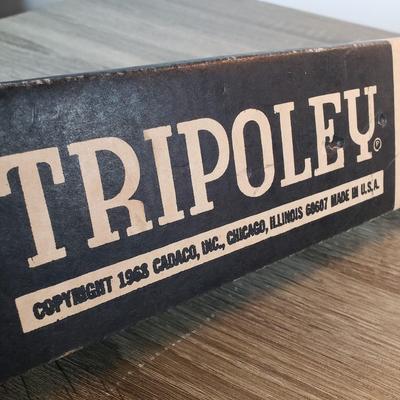 TRIPOLEY®
COPYRIGHT 1968 CADACO, INC., CHICAGO, ILLINOIS 60607 MADE IN U.S.A.